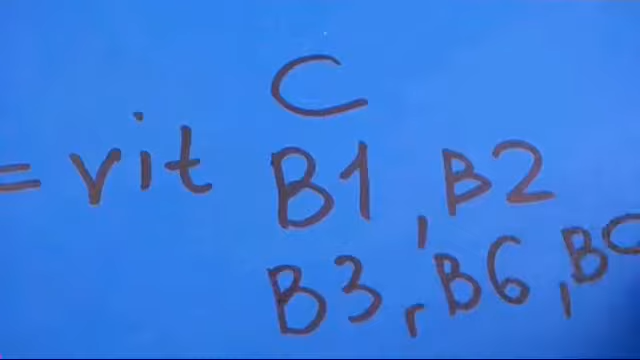 C
= vit B1, B2
B3, B6,